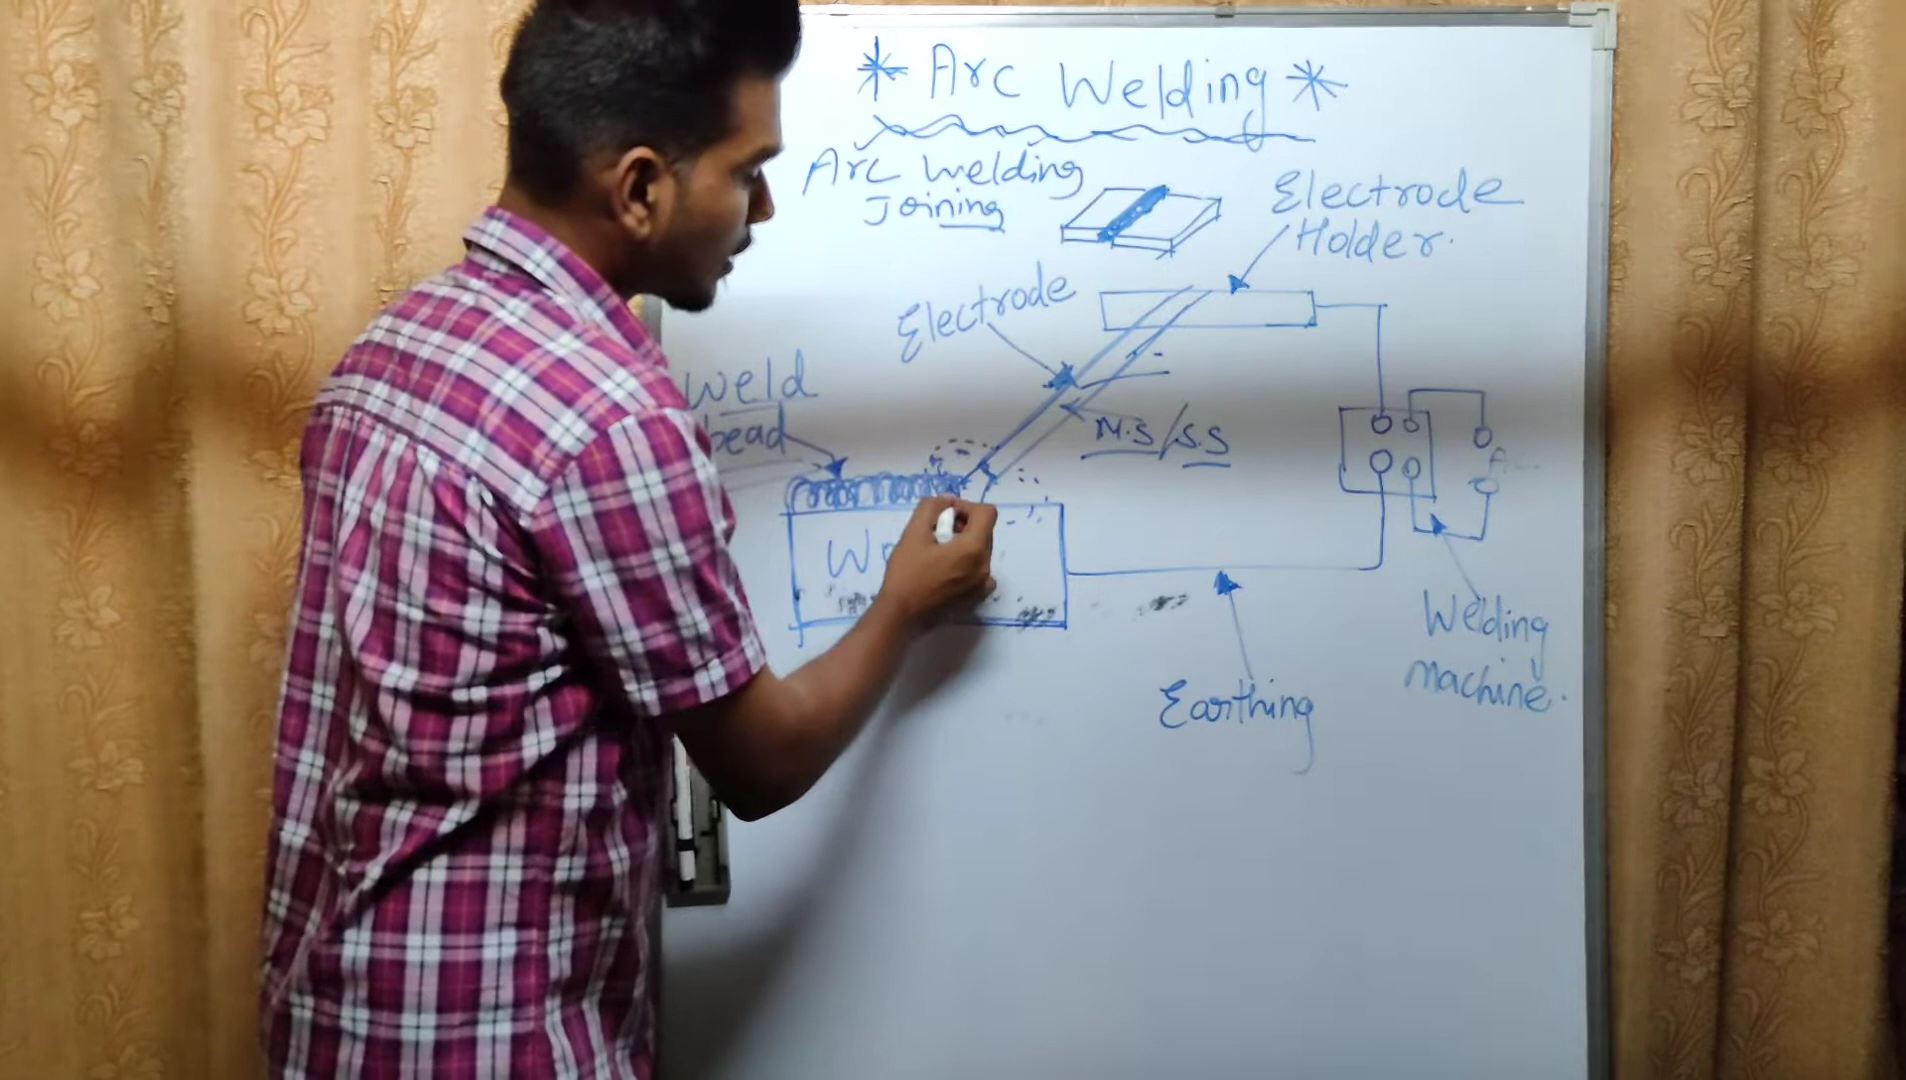 * Arc Welding *
Arc Welding
Joining
Electrode
Holder.
Electrode
Weld
bead
M.S/S.S
Welding
machine.
Earthing